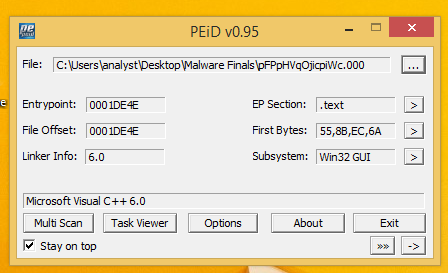 PEiD v0.95
File: C:\Users\analyst\Desktop\Malware Finals\pFPpHVqOjicpiWc.000 ...
Entrypoint: 0001DE4E EP Section: .text >
File Offset: 0001DE4E First Bytes: 55,8B,EC,6A >
Linker Info: 6.0 Subsystem: Win32 GUI >
Microsoft Visual C++ 6.0
Multi Scan Task Viewer Options About Exit
Stay on top »» ->